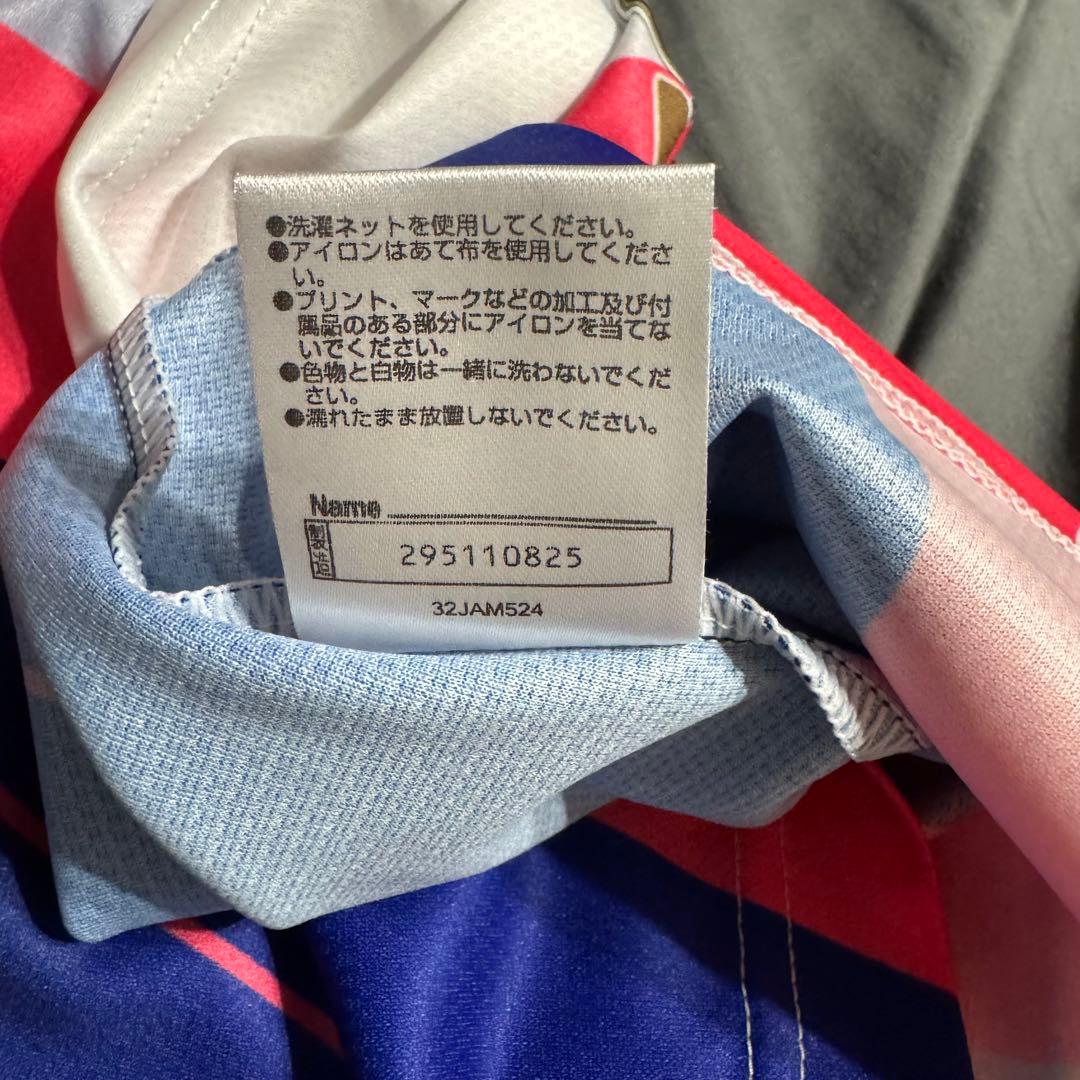 ●洗濯ネットを使用してください。
●アイロンはあて布を使用してくださ
い。
●プリント、マークなどの加工及び付
属品のある部分にアイロンを当てな
いでください。
●色物と白物は一緒に洗わないでくだ
さい。
●濡れたまま放置しないでください。
Name
295110825
32JAM524